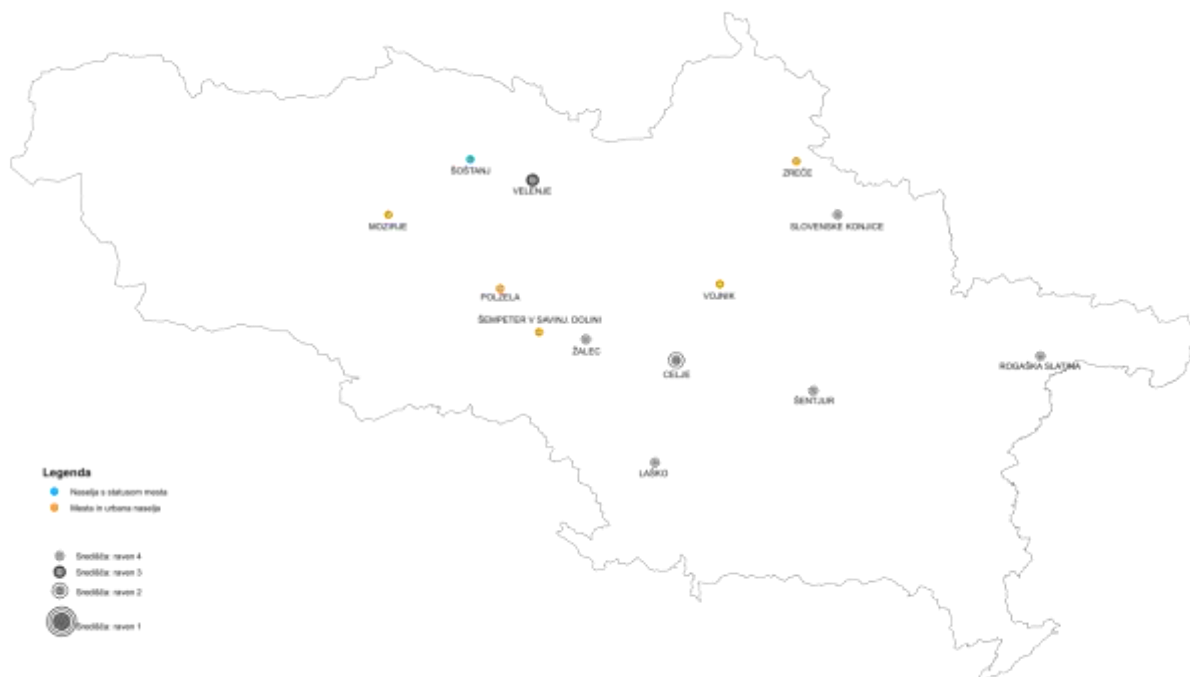 ŠOŠTANJ
VELENJE
ZREČE
MOZIRJE
SLOVENSKE KONJICE
POLZELA
VOJNIK
ŠEMPETER V SAVINJ. DOLINI
ŽALEC
CELJE
ROGAŠKA SLATINA
ŠENTJUR
LAŠKO
Legenda
Naselja s statusom mesta
Mesta in urbana naselja
Središča: raven 4
Središča: raven 3
Središča: raven 2
Središča: raven 1